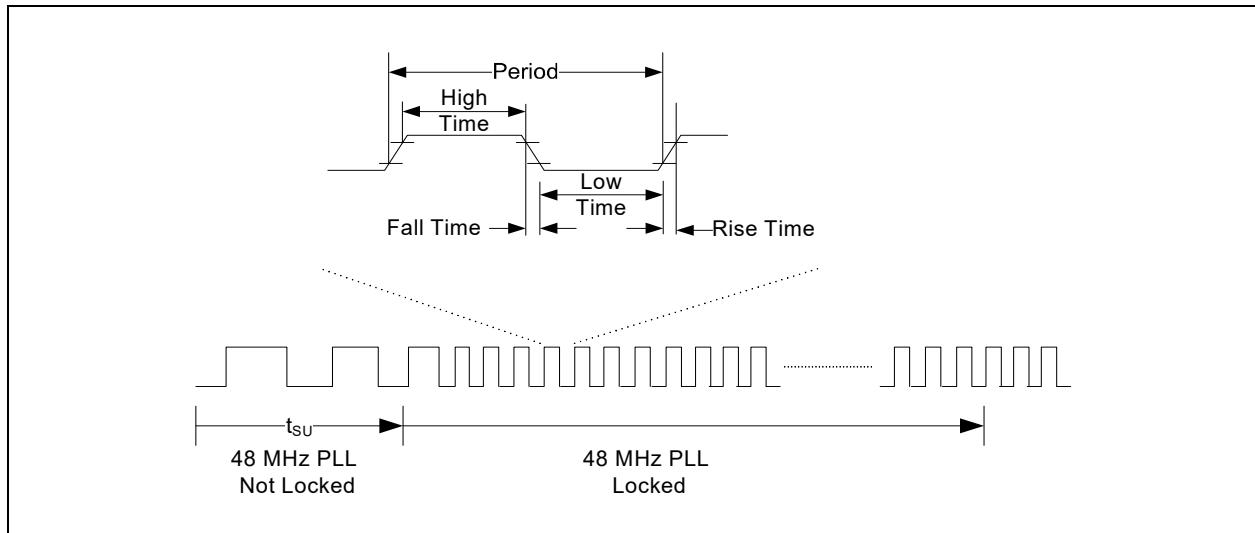 Period
High
Time
Low
Time
Fall Time
Rise Time
tSU
48 MHz PLL
Not Locked
48 MHz PLL
Locked